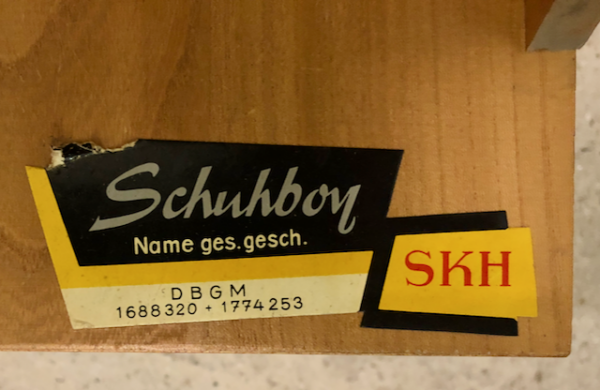 Schuhboy
Name ges.gesch.
DBGM
1688320 + 1774253
SKH